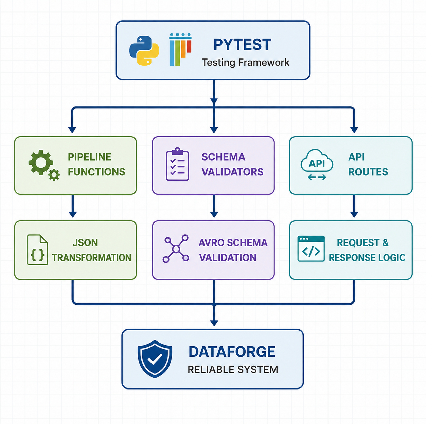 PYTEST
Testing Framework
PIPELINE
FUNCTIONS
SCHEMA
VALIDATORS
API
API
ROUTES
{ }
JSON
TRANSFORMATION
AVRO SCHEMA
VALIDATION
</>
REQUEST &
RESPONSE LOGIC
DATAFORGE
RELIABLE SYSTEM